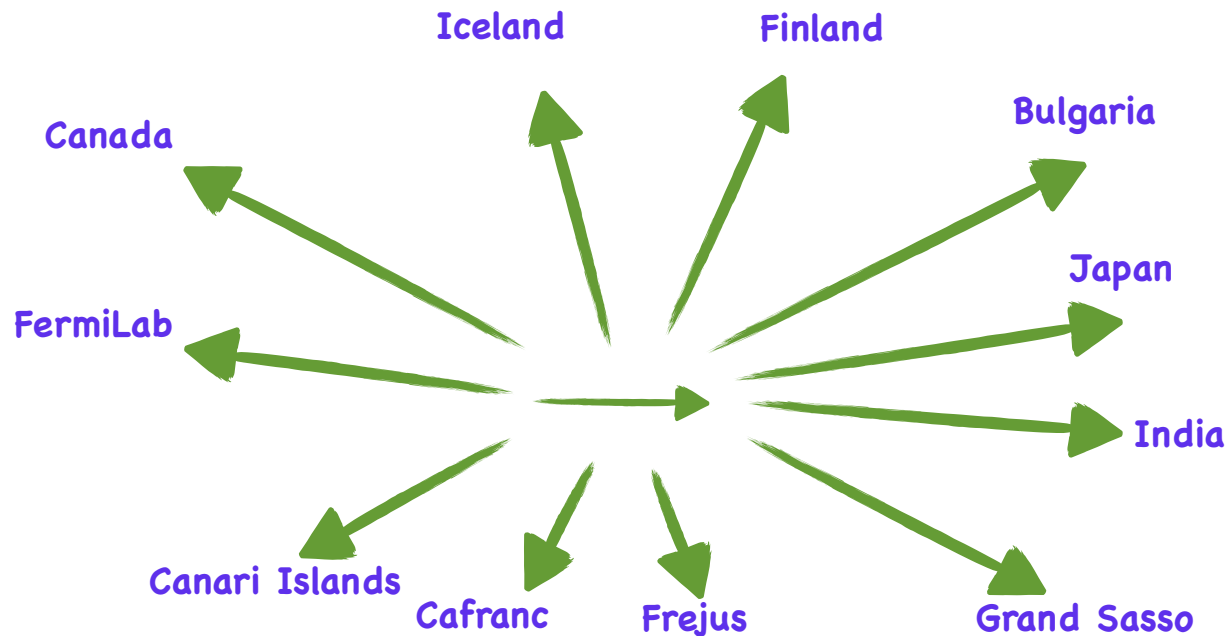 Iceland
Finland
Canada
Bulgaria
Japan
FermiLab
India
Canari Islands
Cafranc
Frejus
Grand Sasso